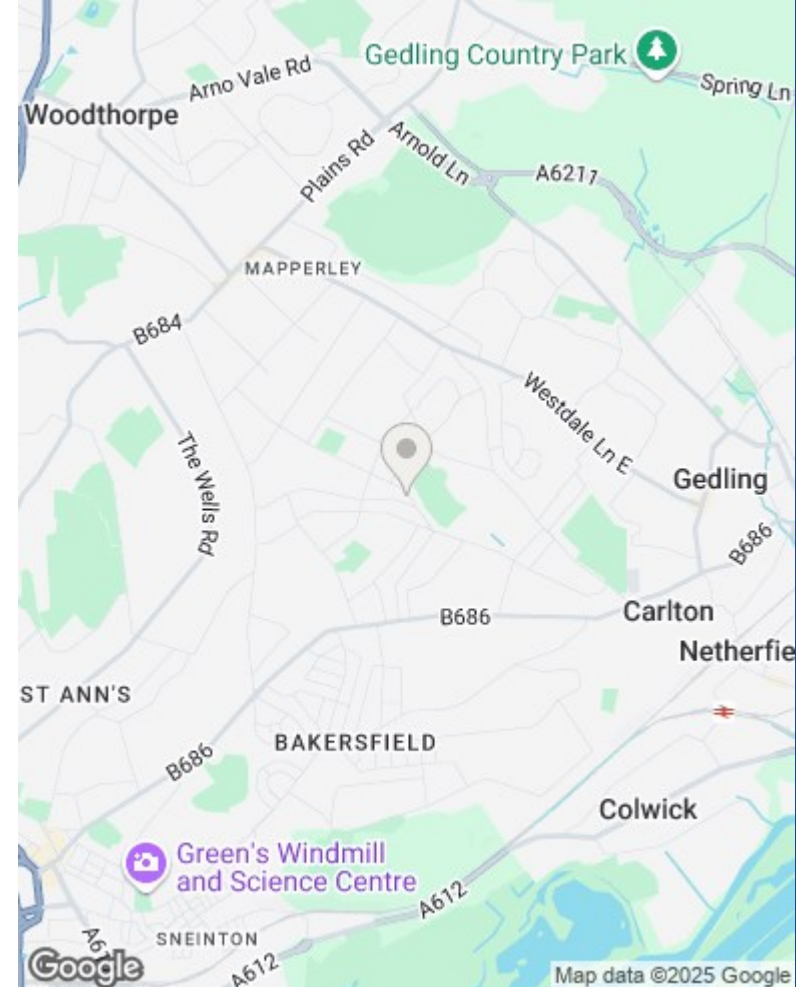 Gedling Country Park
Spring Ln
Arno Vale Rd
Woodthorpe
Plains Rd
Arnold Ln
A6211
MAPPERLEY
B684
Westdale Ln E
The Wells Rd
Gedling
B686
B686
Carlton
Netherfie
ST ANN'S
BAKERSFIELD
B686
Colwick
Green's Windmill
and Science Centre
A612
A61
SNEINTON
A612
Google
Map data ©2025 Google